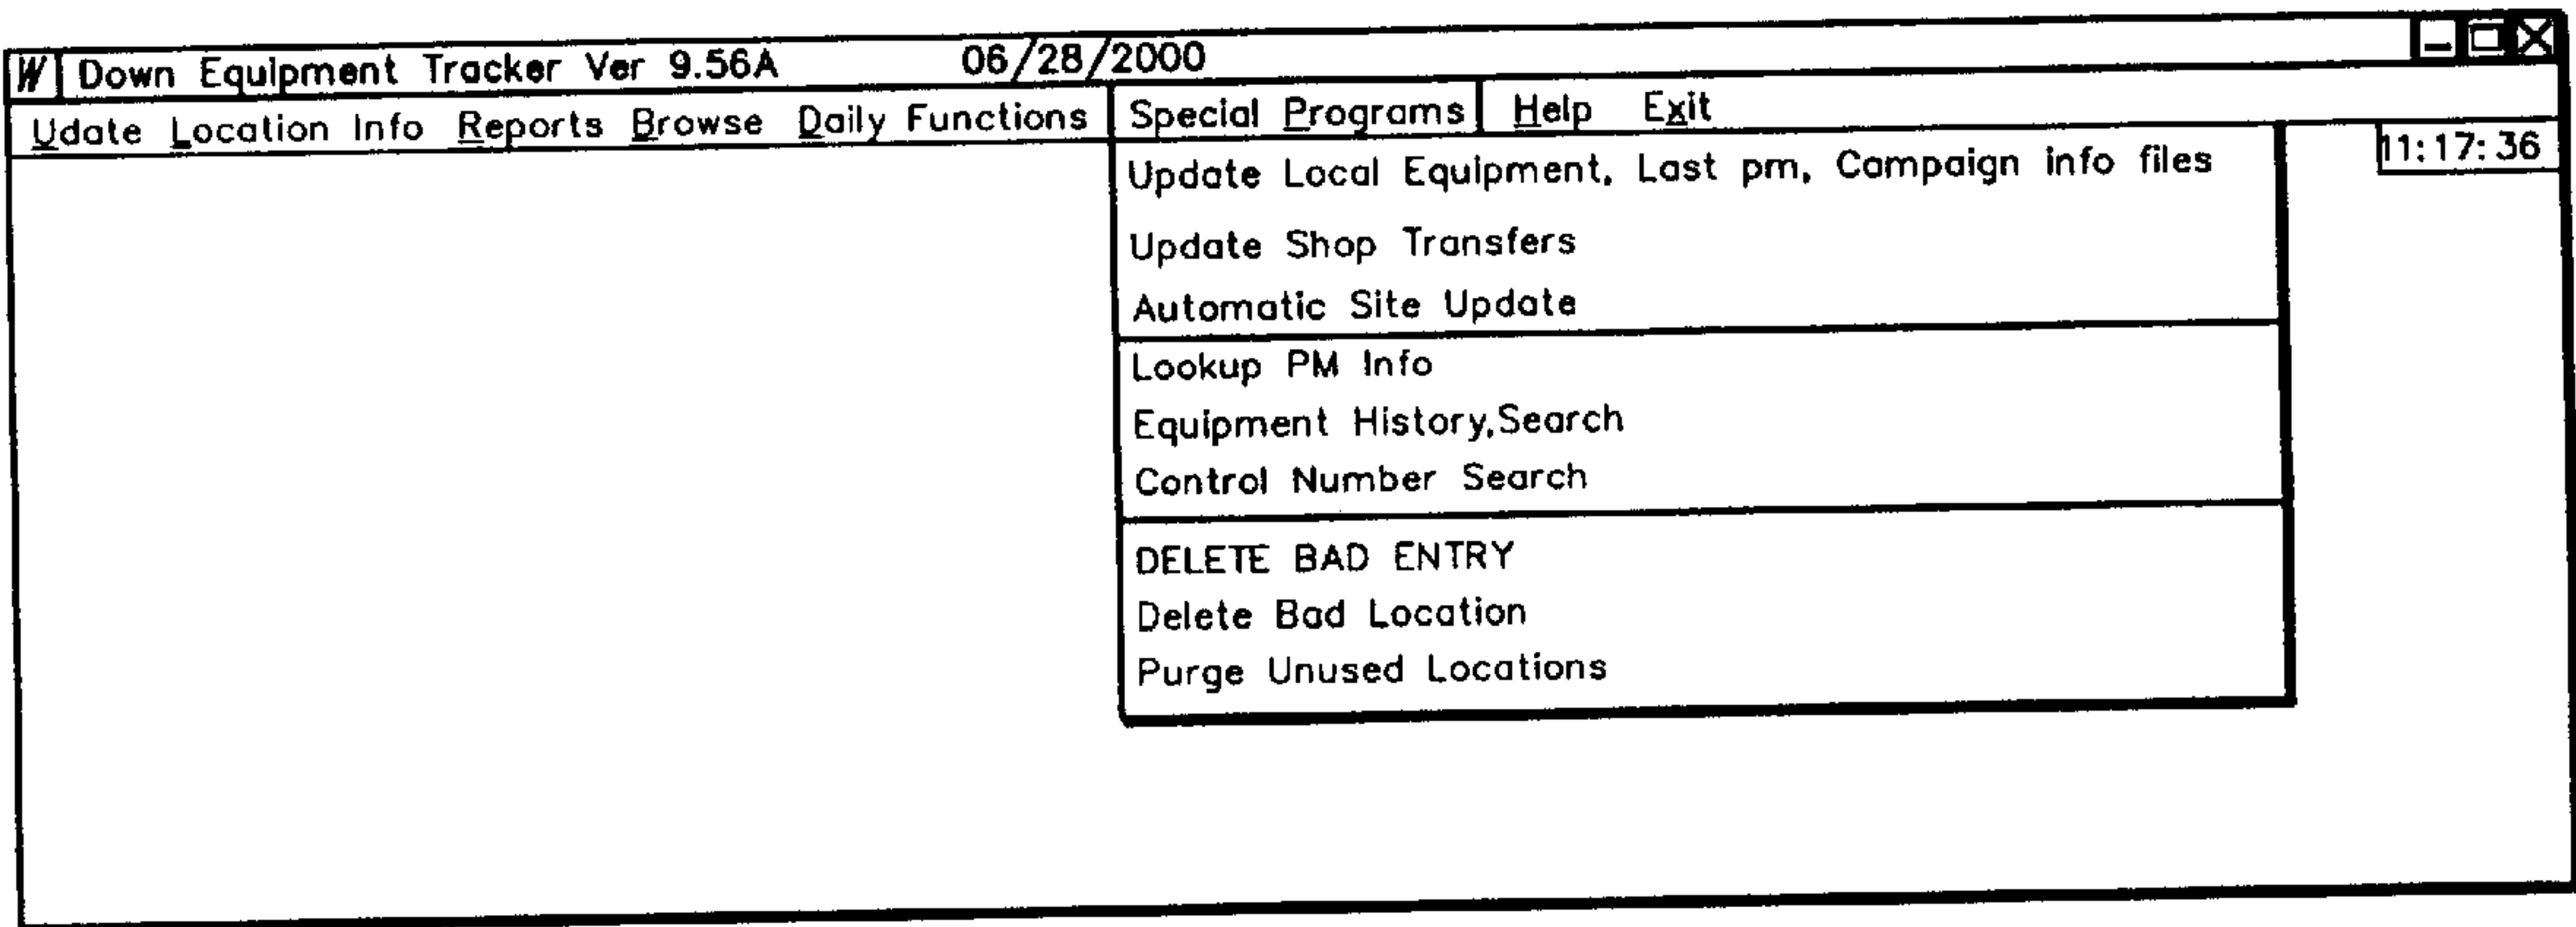 W Down Equipment Tracker Ver 9.56A 06/28/2000
Udate Location Info Reports Browse Daily Functions Special Programs Help Exit
11:17:36
Update Local Equipment, Last pm, Campaign info files
Update Shop Transfers
Automatic Site Update
Lookup PM Info
Equipment History,Search
Control Number Search
DELETE BAD ENTRY
Delete Bad Location
Purge Unused Locations